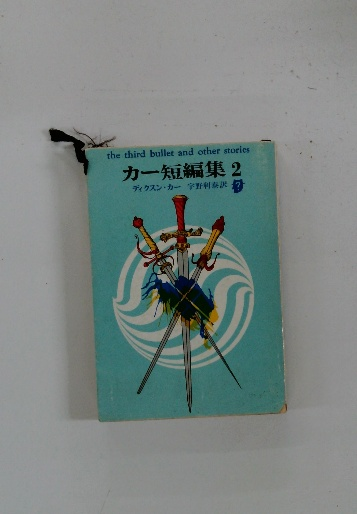 the third bullet and other stories
カー短編集 2
ディクスン・カー 宇野利泰訳 ?